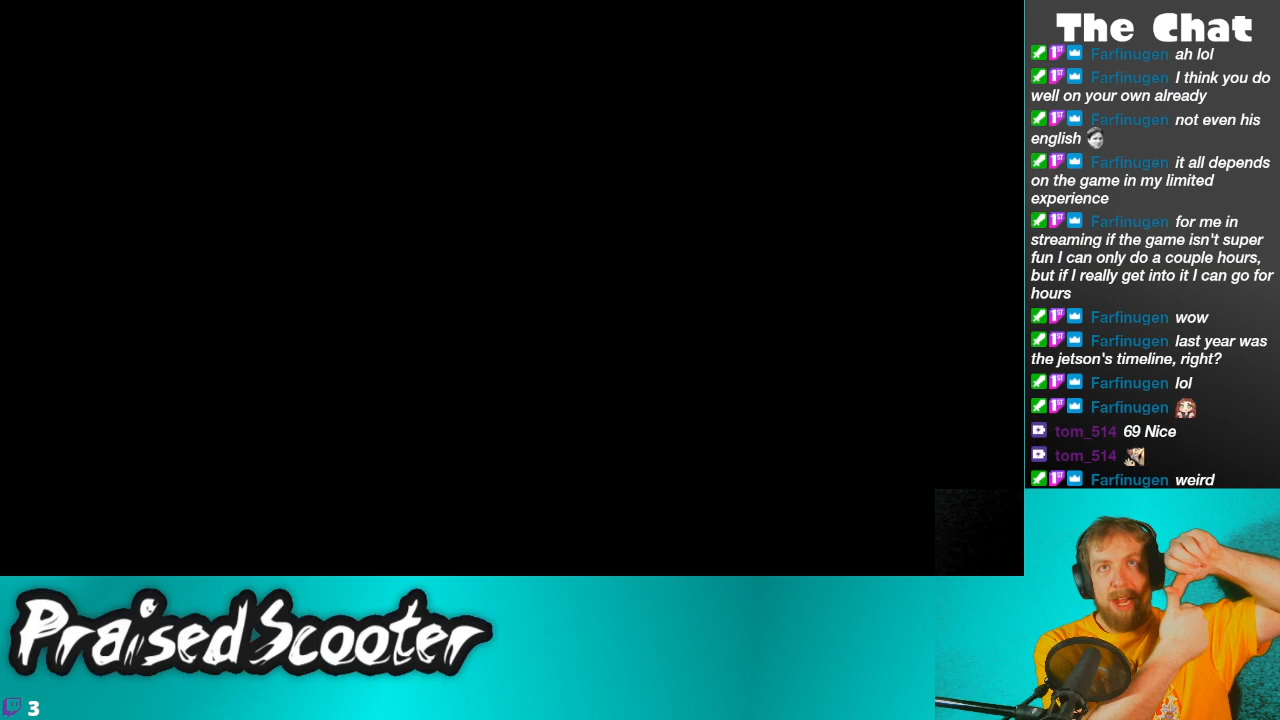 The Chat
Farfinugen ah lol
Farfinugen I think you do
well on your own already
Farfinugen not even his
english
Farfinugen it all depends
on the game in my limited
experience
Farfinugen for me in
streaming if the game isn't super
fun I can only do a couple hours,
but if I really get into it I can go for
hours
Farfinugen wow
Farfinugen last year was
the jetson's timeline, right?
Farfinugen lol
Farfinugen
tom_514 69 Nice
tom_514
Farfinugen weird
PraisedScooter
3